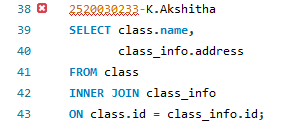 38 2520030233-K.Akshitha
39 SELECT class.name,
40 class_info.address
41 FROM class
42 INNER JOIN class_info
43 ON class.id = class_info.id;